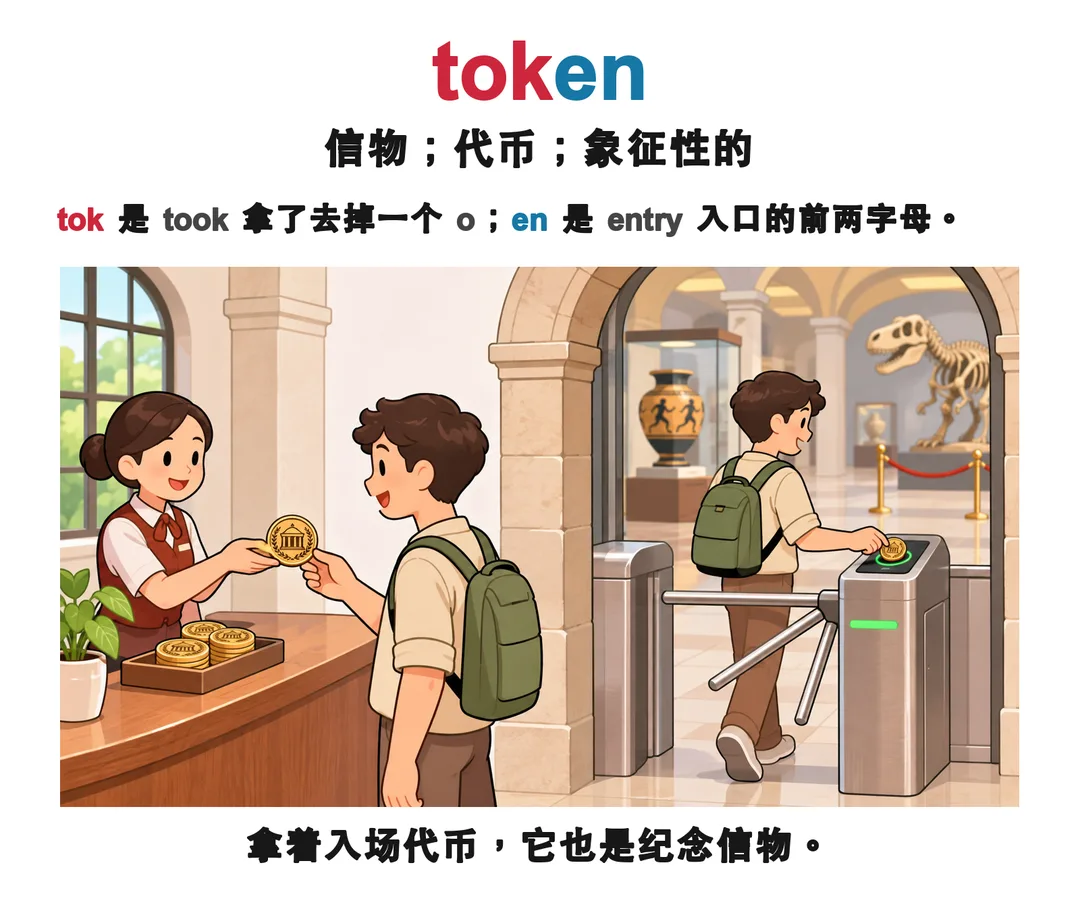 token
信物；代币；象征性的
tok 是 took 拿了去掉一个 o；en 是 entry 入口的前两字母。
拿着入场代币，它也是纪念信物。